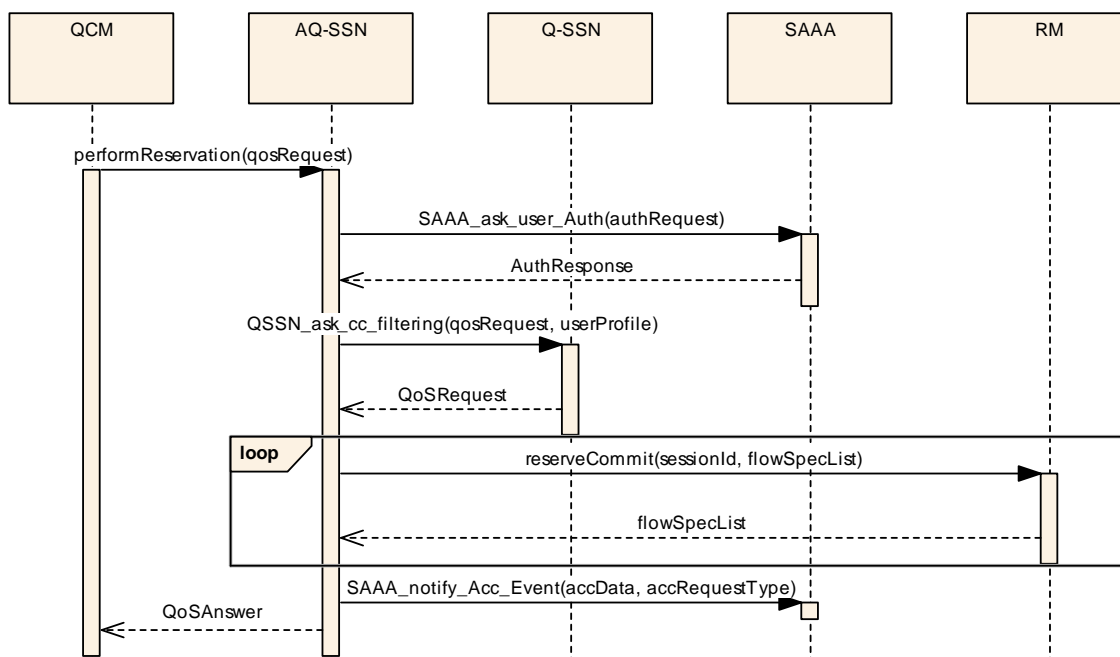 QCM
AQ-SSN
Q-SSN
SAAA
RM
performReservation(qosRequest)
SAAA_ask_user_Auth(authRequest)
AuthResponse
QSSN_ask_cc_filtering(qosRequest, userProfile)
QoSRequest
loop
reserveCommit(sessionId, flowSpecList)
flowSpecList
SAAA_notify_Acc_Event(accData, accRequestType)
QoSAnswer